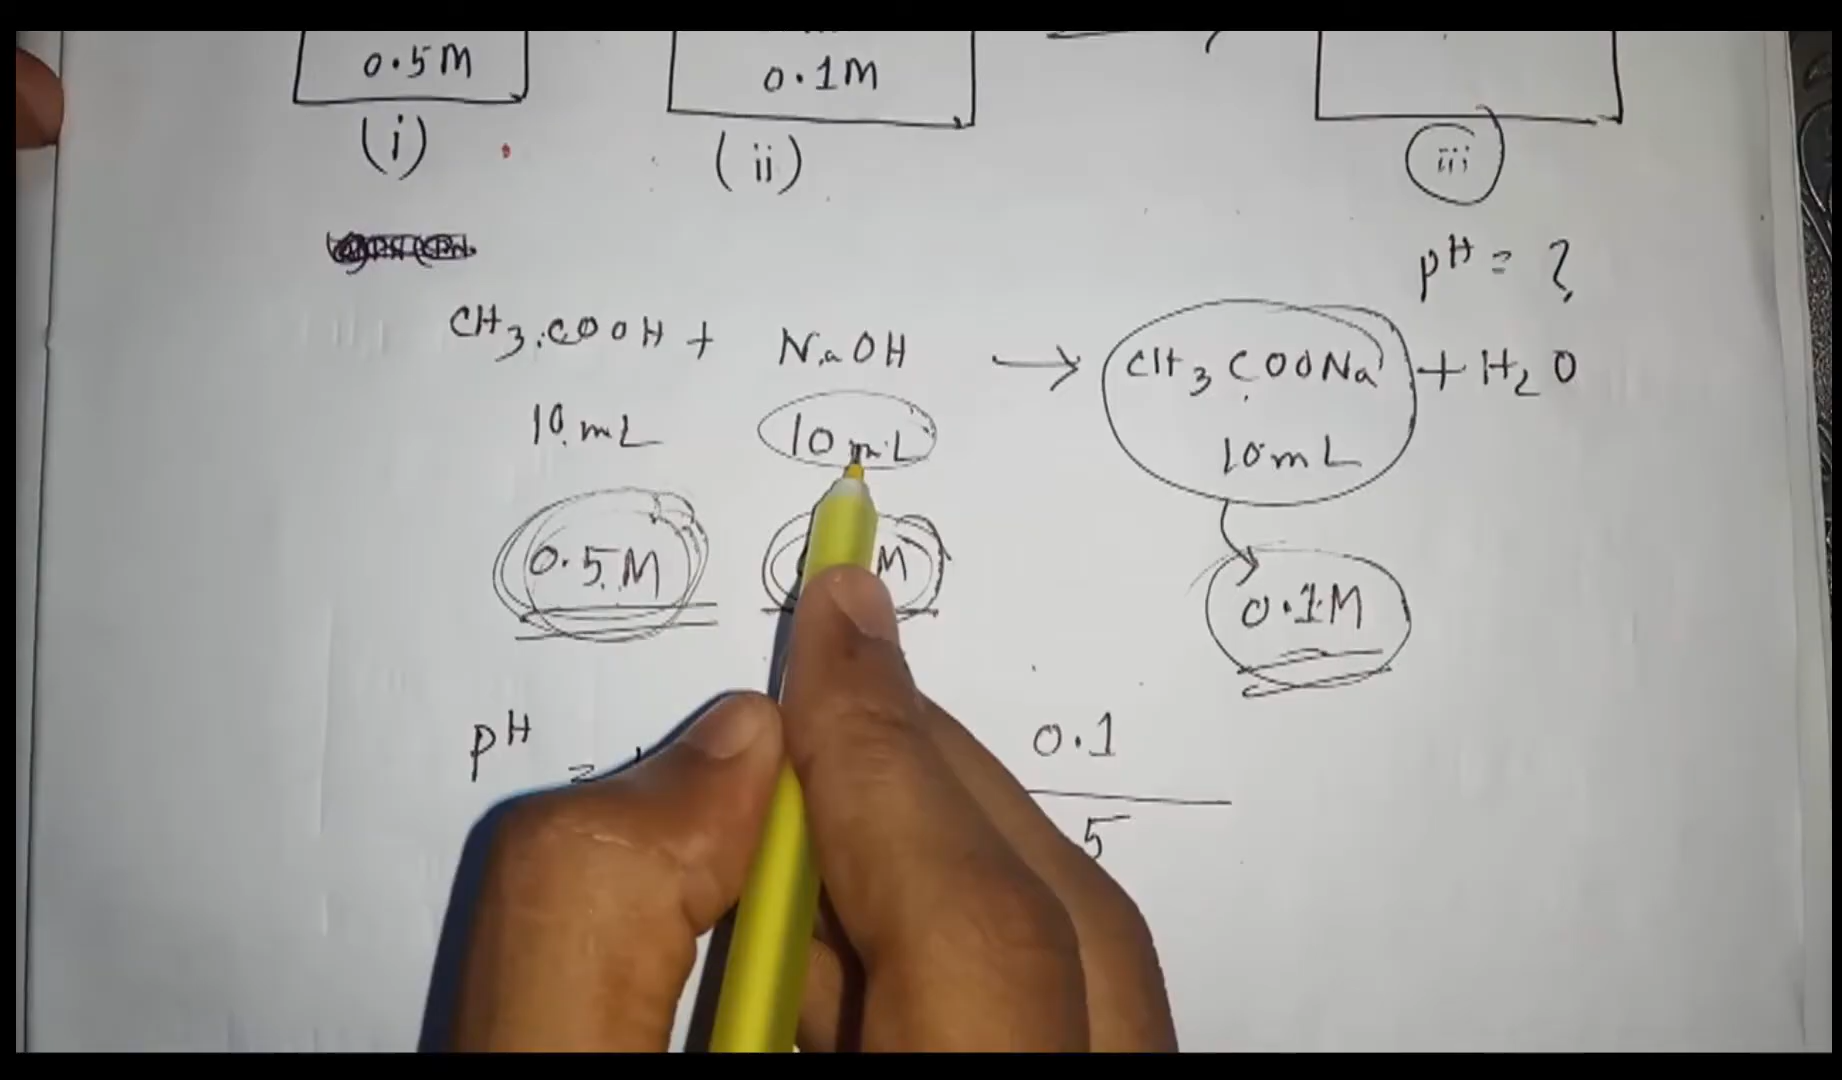 0.5M
0.1M
(i)
(ii)
iii
pH = ?
CH3COOH + NaOH → CH3COONa + H2O
10 mL 10 mL 10 mL
0.5M M 0.1M
pH =
0.1
5